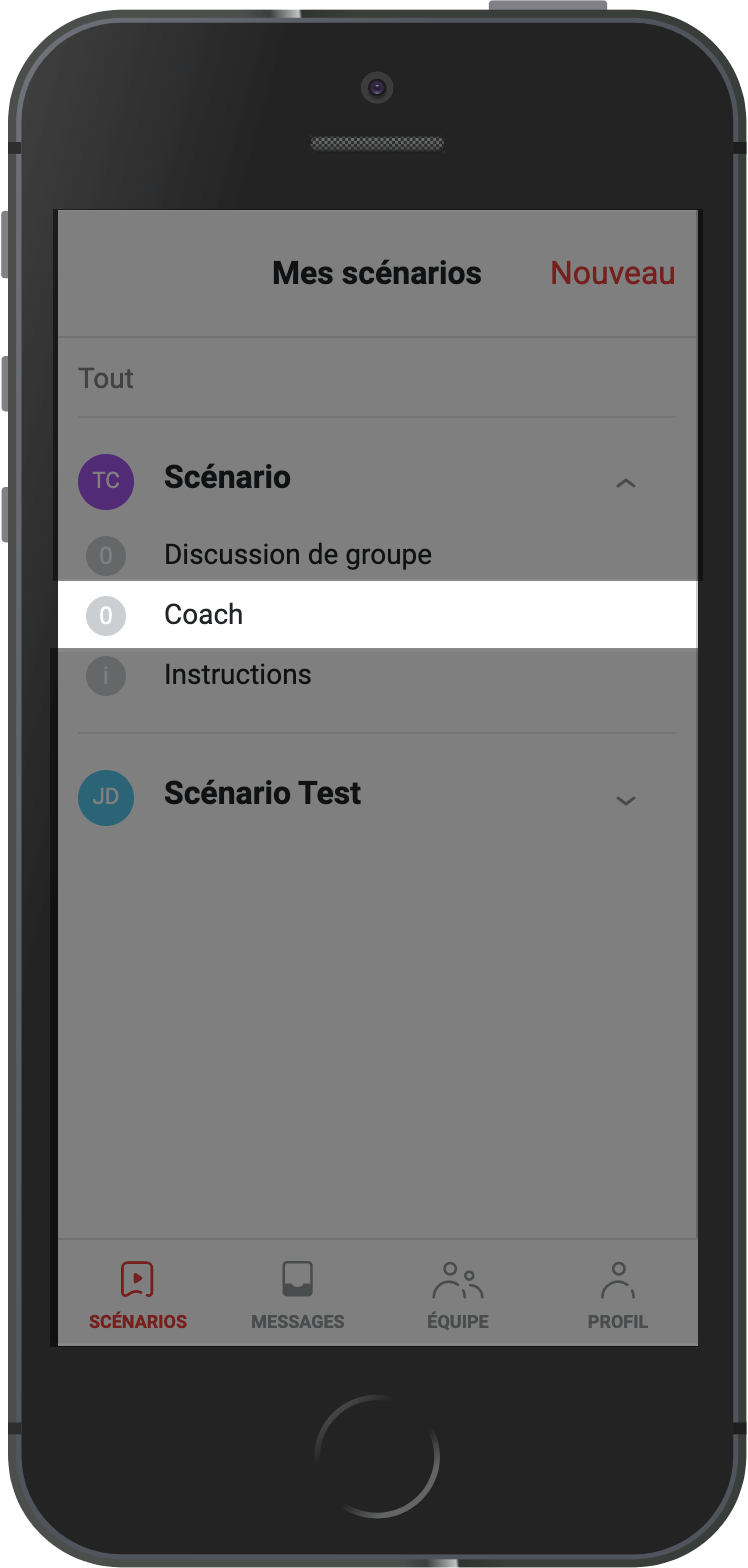 Mes scénarios Nouveau
Tout
TC Scénario
0 Discussion de groupe
0 Coach
i Instructions
JD Scénario Test
SCÉNARIOS MESSAGES ÉQUIPE PROFIL